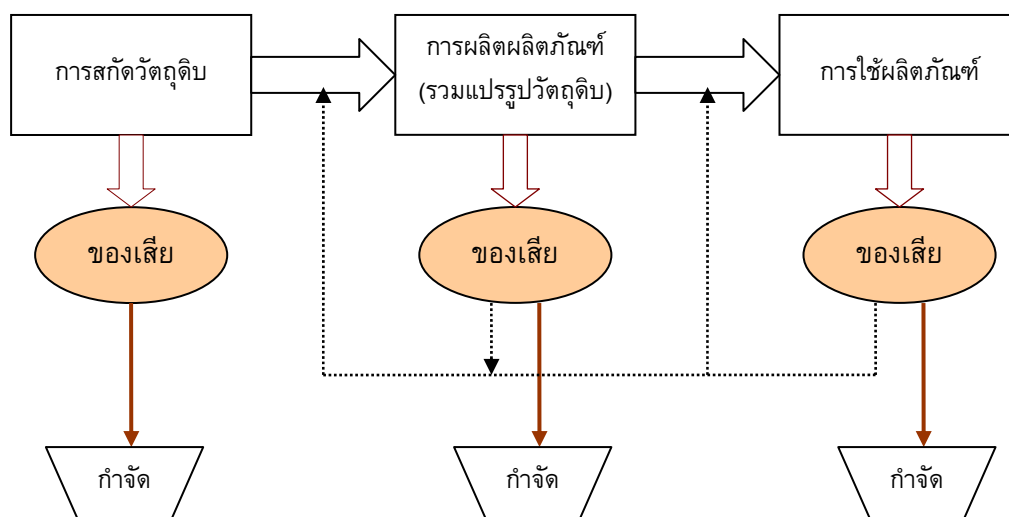 การสกัดวัตถุดิบ
การผลิตผลิตภัณฑ์
(รวมแปรรูปวัตถุดิบ)
การใช้ผลิตภัณฑ์
ของเสีย
ของเสีย
ของเสีย
กำจัด
กำจัด
กำจัด